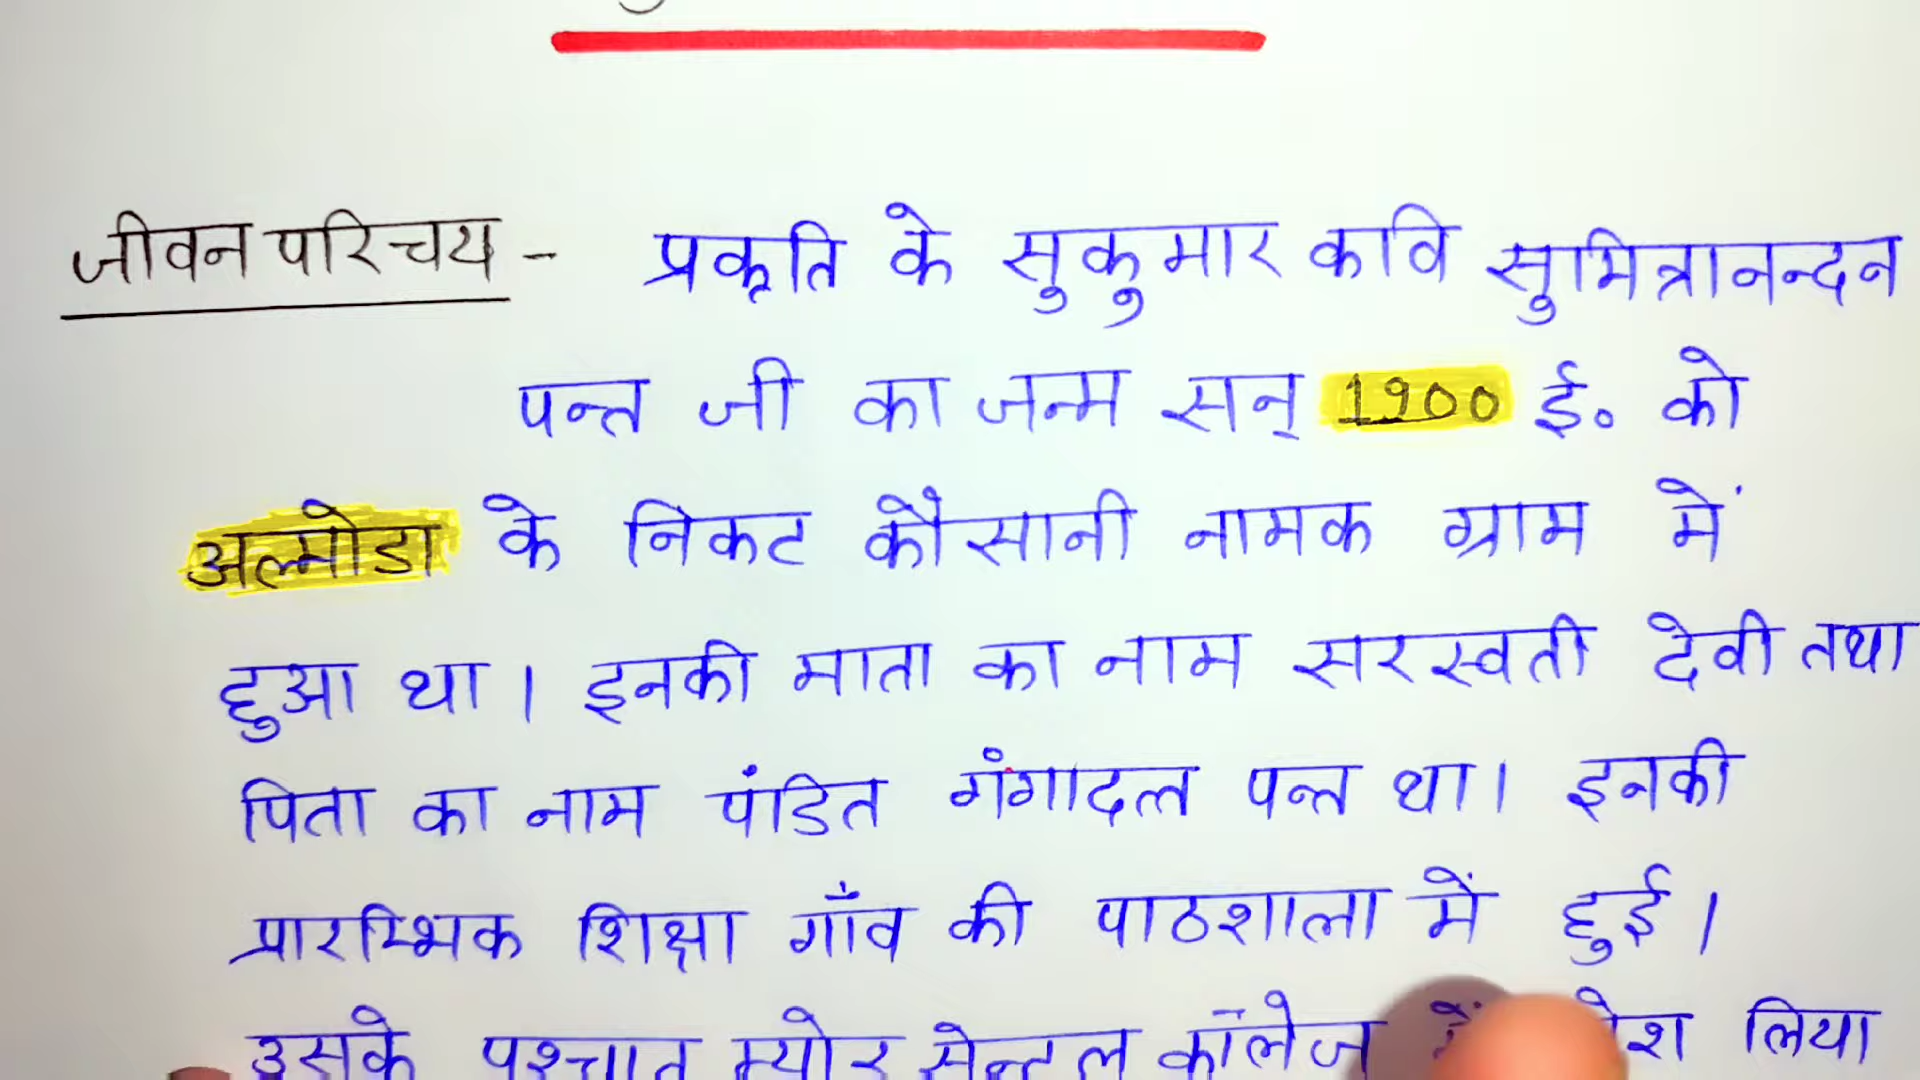 जीवन परिचय - प्रकृति के सुकुमार कवि सुमित्रानन्दन
पन्त जी का जन्म सन् 1900 ई० को
अल्मोडा के निकट कौसानी नामक ग्राम में
हुआ था। इनकी माता का नाम सरस्वती देवी तथा
पिता का नाम पंडित गंगादत्त पन्त था। इनकी
प्रारम्भिक शिक्षा गाँव की पाठशाला में हुई।
उसके पश्चात म्योर सेन्ट्रल कॉलेज लिया